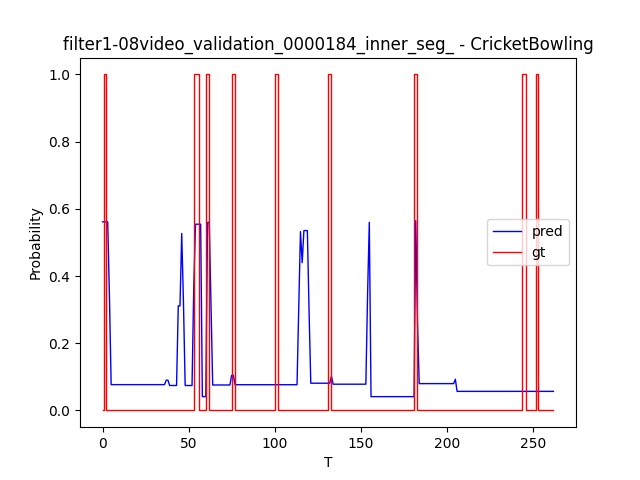 filter1-08video_validation_0000184_inner_seg_ - CricketBowling
1.0
0.8
0.6
0.4
0.2
0.0
Probability
pred
gt
0 50 100 150 200 250
T